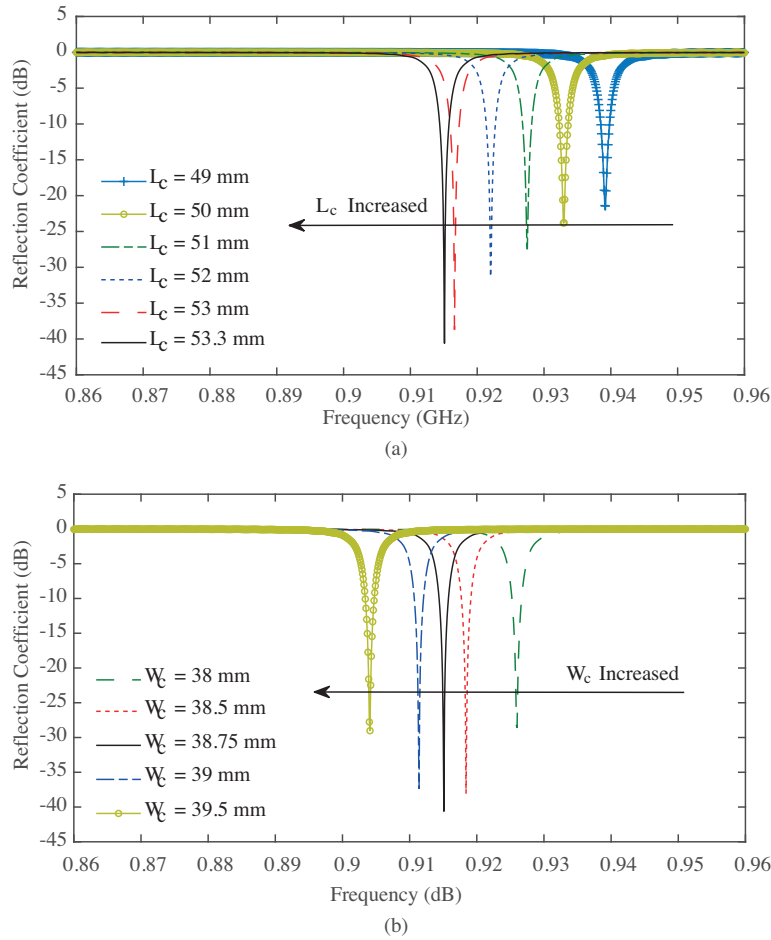 5
0
-5
-10
-15
-20
-25
-30
-35
-40
-45
Reflection Coefficient (dB)
Lc = 49 mm
Lc = 50 mm
Lc = 51 mm
Lc = 52 mm
Lc = 53 mm
Lc = 53.3 mm
Lc Increased
0.86 0.87 0.88 0.89 0.9 0.91 0.92 0.93 0.94 0.95 0.96
Frequency (GHz)
(a)
5
0
-5
-10
-15
-20
-25
-30
-35
-40
-45
Reflection Coefficient (dB)
Wc = 38 mm
Wc = 38.5 mm
Wc = 38.75 mm
Wc = 39 mm
Wc = 39.5 mm
Wc Increased
0.86 0.87 0.88 0.89 0.9 0.91 0.92 0.93 0.94 0.95 0.96
Frequency (dB)
(b)